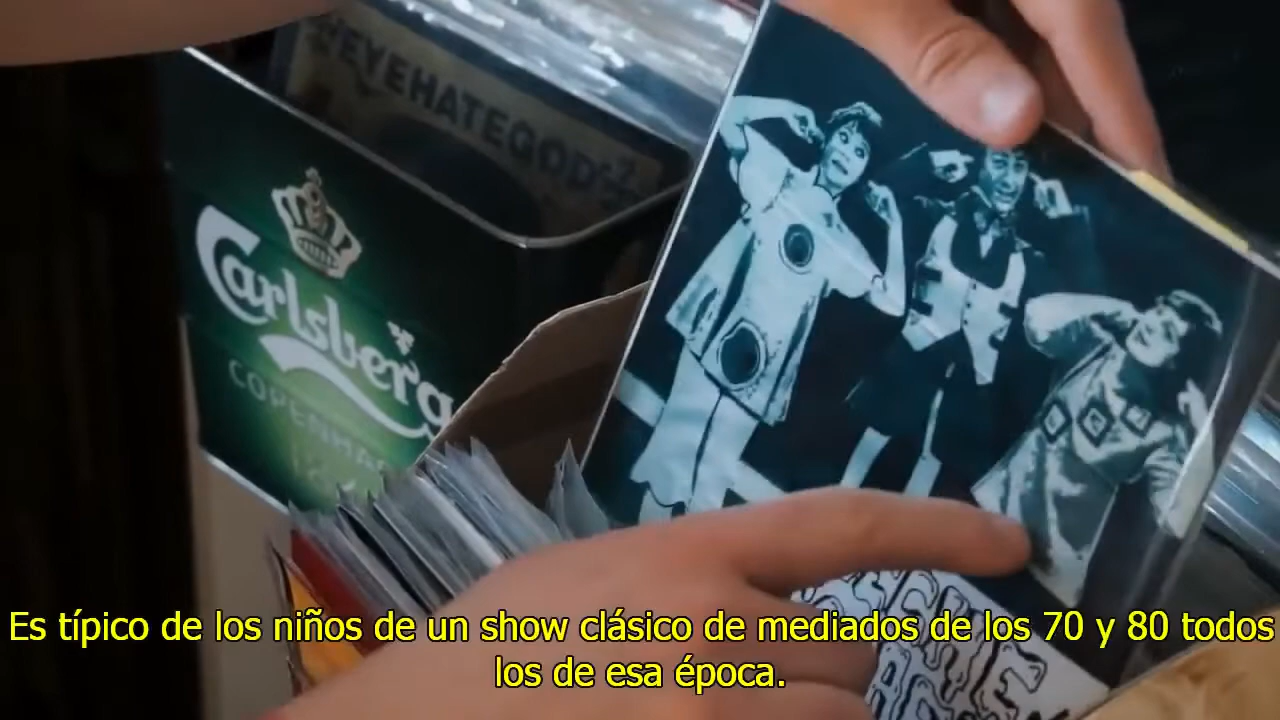 EYEHATEGOD
Carlsberg
COPENHAG
Es típico de los niños de un show clásico de mediados de los 70 y 80 todos
los de esa época.